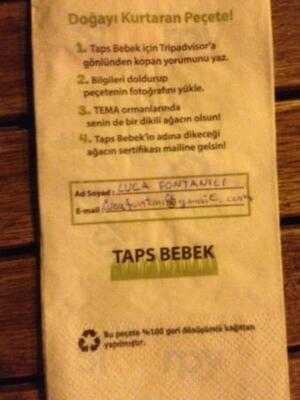 Doğayı Kurtaran Peçete!
1. Taps Bebek için Tripadvisor'a
gönlünden kopan yorumunu yaz.
2. Bilgileri doldurup
peçetenin fotoğrafını yükle.
3. TEMA ormanlarında
senin de bir dikili ağacın olsun!
4. Taps Bebek'in adına dikeceği
ağacın sertifikası mailine gelsin!
Ad Soyad: LUCA FONTANILI
E-mail
TAPS BEBEK
Bu peçete %100 geri dönüşümlü kağıttan
yapılmıştır.